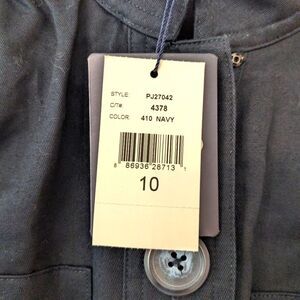 STYLE: PJ27042
C/T# 4378
COLOR: 410 NAVY
8 86936 26713 1
10